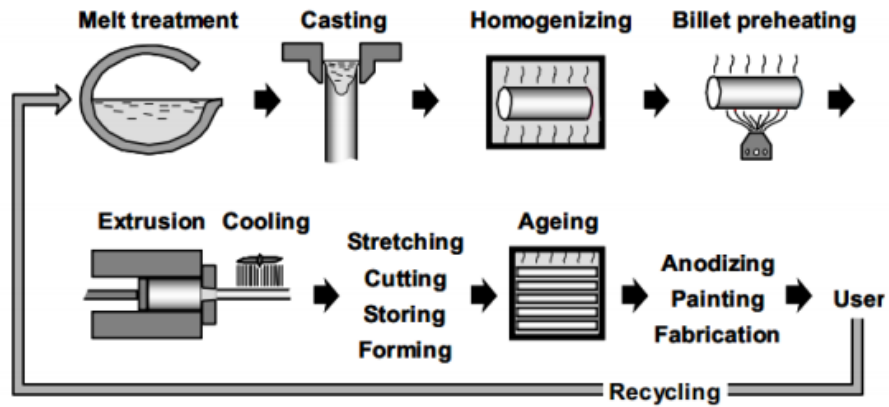 Melt treatment
Casting
Homogenizing
Billet preheating
Extrusion
Cooling
Stretching
Cutting
Storing
Forming
Ageing
Anodizing
Painting
Fabrication
User
Recycling